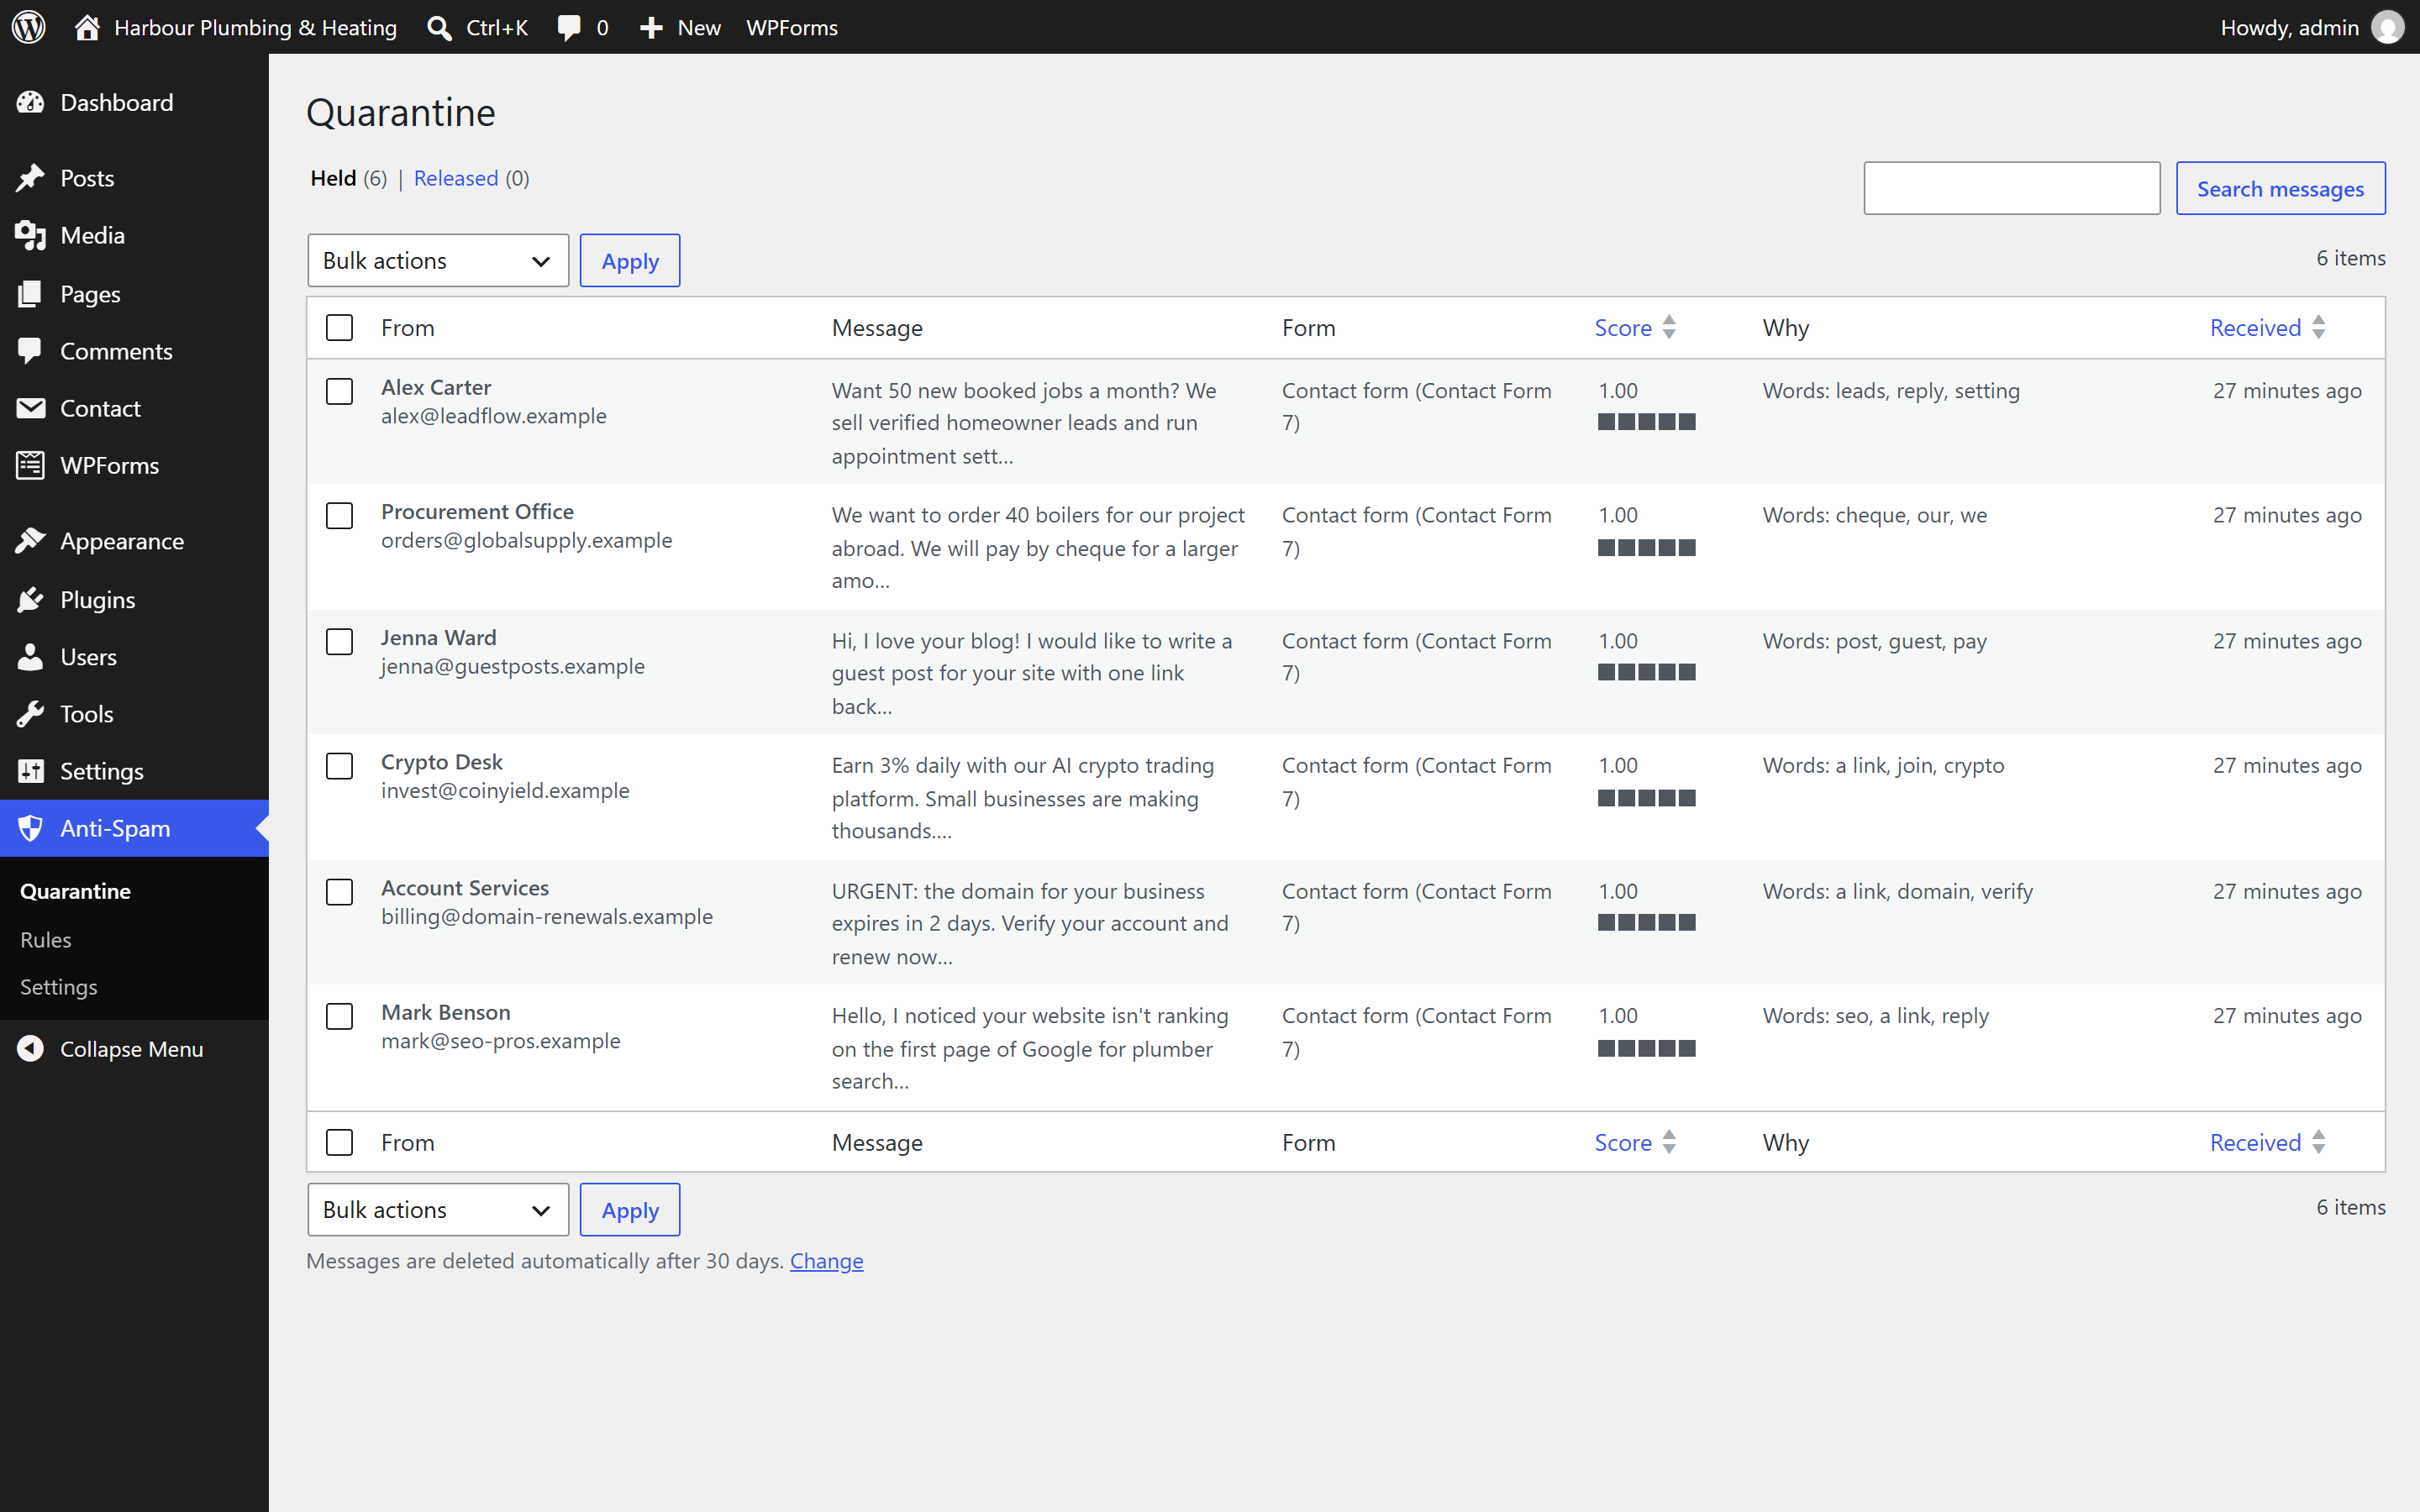 Harbour Plumbing & Heating Ctrl+K 0 New WPForms Howdy, admin
Dashboard
Posts
Media
Pages
Comments
Contact
WPForms
Appearance
Plugins
Users
Tools
Settings
Anti-Spam
Quarantine
Rules
Settings
Collapse Menu
Quarantine
Held (6) | Released (0)
Search messages
Bulk actions Apply 6 items
From Message Form Score Why Received
Alex Carter
alex@leadflow.example
Want 50 new booked jobs a month? We
sell verified homeowner leads and run
appointment sett...
Contact form (Contact Form
7)
1.00
Words: leads, reply, setting
27 minutes ago
Procurement Office
orders@globalsupply.example
We want to order 40 boilers for our project
abroad. We will pay by cheque for a larger
amo...
Contact form (Contact Form
7)
1.00
Words: cheque, our, we
27 minutes ago
Jenna Ward
jenna@guestposts.example
Hi, I love your blog! I would like to write a
guest post for your site with one link
back...
Contact form (Contact Form
7)
1.00
Words: post, guest, pay
27 minutes ago
Crypto Desk
invest@coinyield.example
Earn 3% daily with our AI crypto trading
platform. Small businesses are making
thousands....
Contact form (Contact Form
7)
1.00
Words: a link, join, crypto
27 minutes ago
Account Services
billing@domain-renewals.example
URGENT: the domain for your business
expires in 2 days. Verify your account and
renew now...
Contact form (Contact Form
7)
1.00
Words: a link, domain, verify
27 minutes ago
Mark Benson
mark@seo-pros.example
Hello, I noticed your website isn't ranking
on the first page of Google for plumber
search...
Contact form (Contact Form
7)
1.00
Words: seo, a link, reply
27 minutes ago
From Message Form Score Why Received
Bulk actions Apply 6 items
Messages are deleted automatically after 30 days. Change